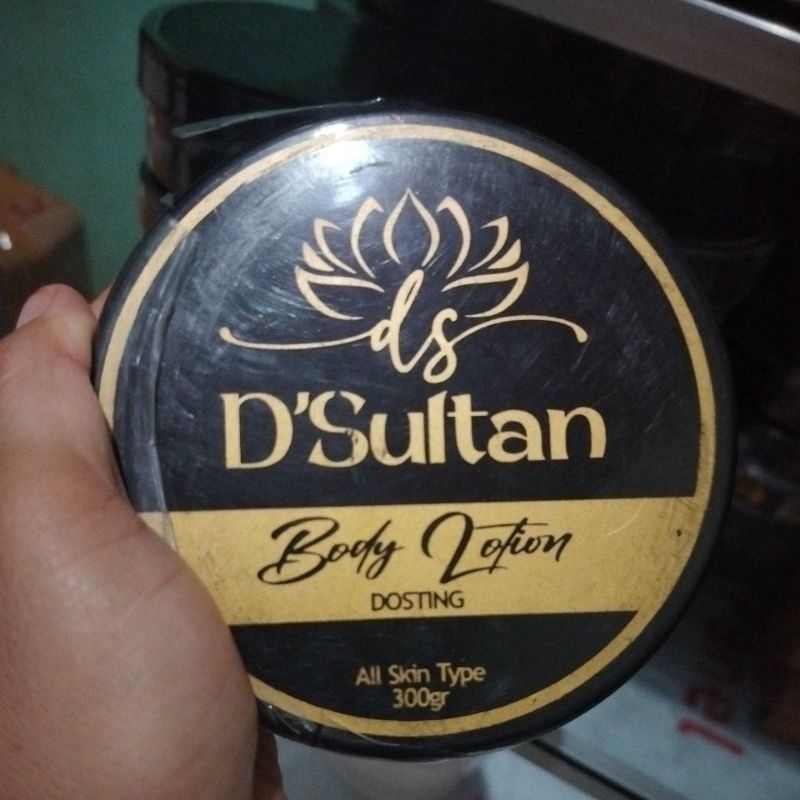 ds
D'Sultan
Body Lotion
DOSTING
All Skin Type
300gr